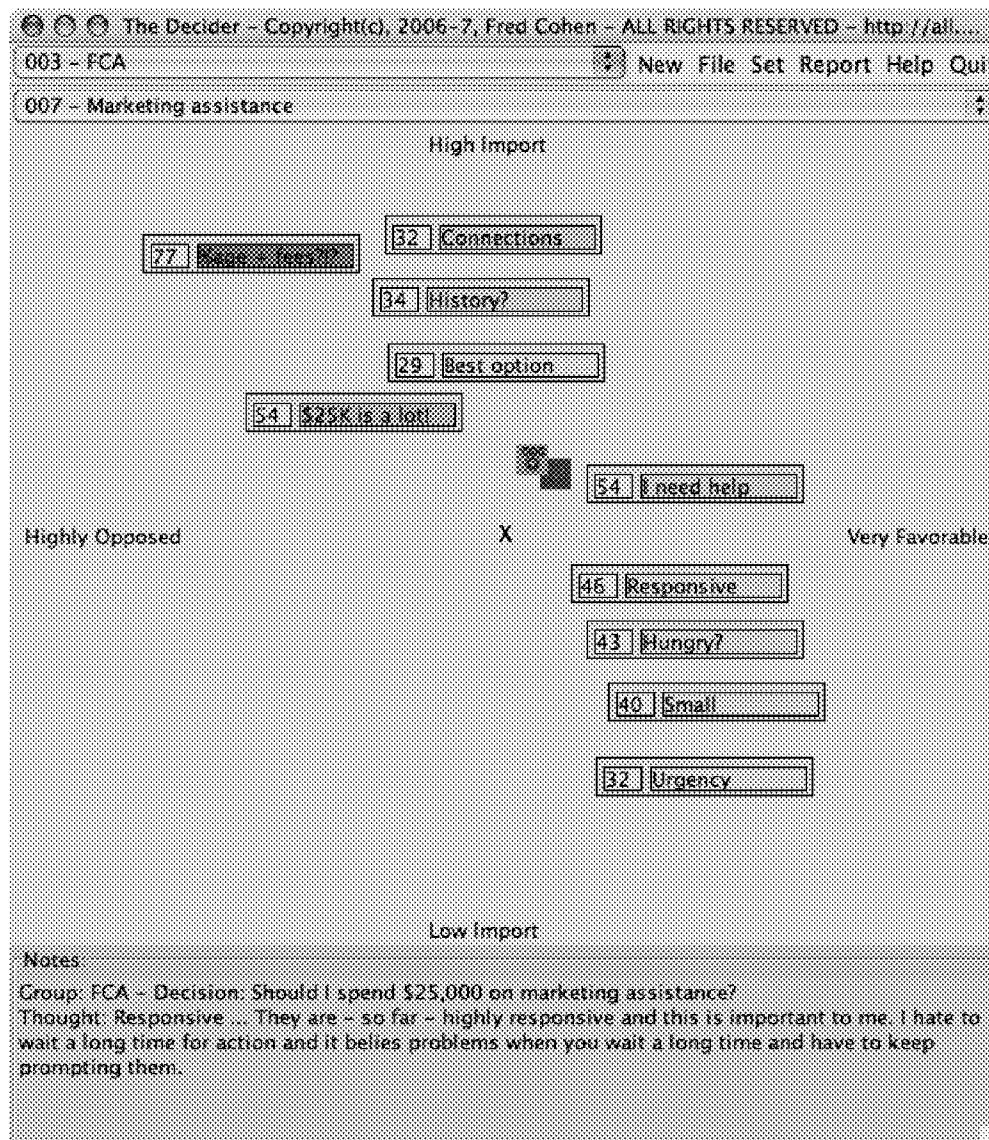 The Decider – Copyright(c), 2006-7, Fred Cohen – ALL RIGHTS RESERVED – http://all....
003 – FCA
New File Set Report Help Qui
007 – Marketing assistance
High Import
32 Connections
77 %age + fees?!?
34 History?
29 Best option
54 $25K is a lot!
54 I need help
Highly Opposed X Very Favorable
46 Responsive
43 Hungry?
40 Small
32 Urgency
Low Import
Notes
Group: FCA – Decision: Should I spend $25,000 on marketing assistance?
Thought: Responsive ... They are – so far – highly responsive and this is important to me. I hate to
wait a long time for action and it belies problems when you wait a long time and have to keep
prompting them.